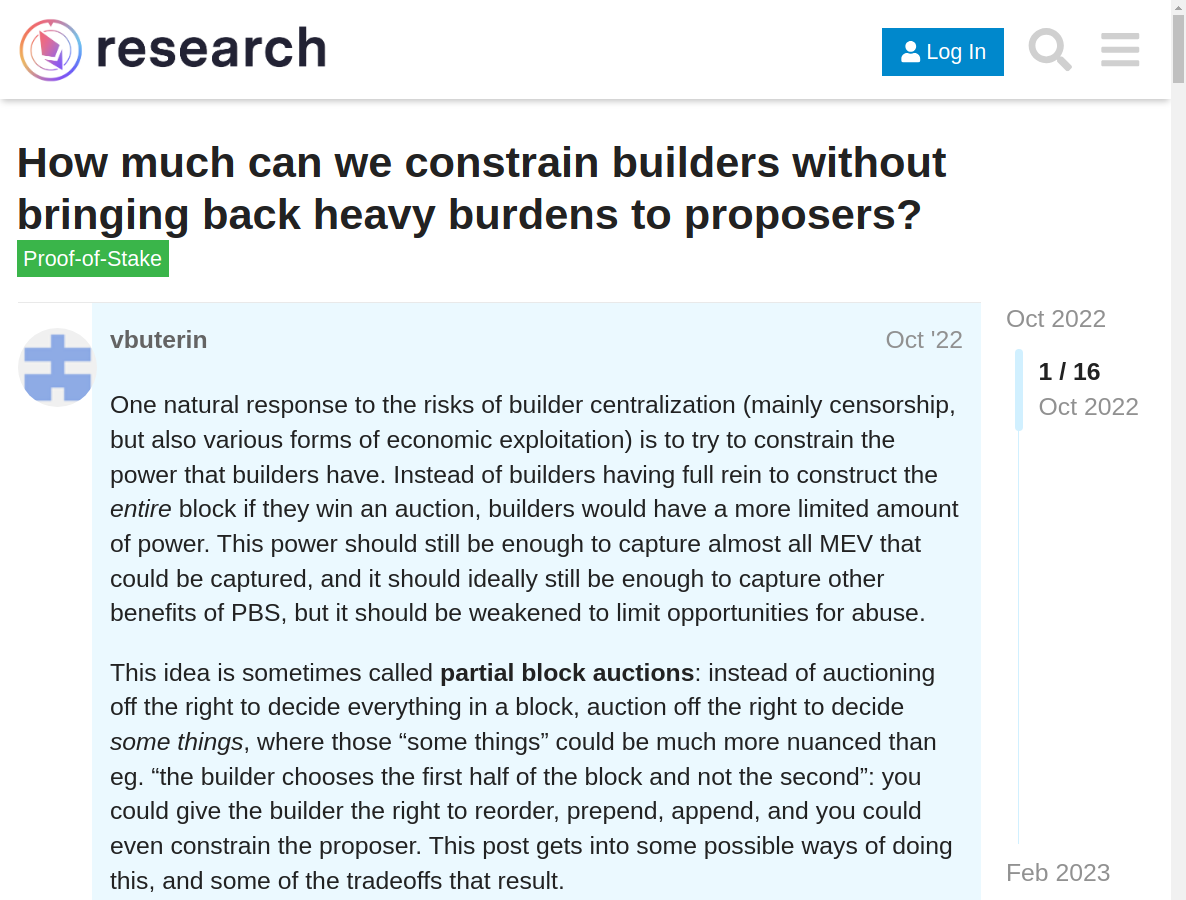 research
Log In
How much can we constrain builders without
bringing back heavy burdens to proposers?
Proof-of-Stake
vbuterin
Oct '22
Oct 2022
1 / 16
Oct 2022
One natural response to the risks of builder centralization (mainly censorship,
but also various forms of economic exploitation) is to try to constrain the
power that builders have. Instead of builders having full rein to construct the
entire block if they win an auction, builders would have a more limited amount
of power. This power should still be enough to capture almost all MEV that
could be captured, and it should ideally still be enough to capture other
benefits of PBS, but it should be weakened to limit opportunities for abuse.
This idea is sometimes called partial block auctions: instead of auctioning
off the right to decide everything in a block, auction off the right to decide
some things, where those “some things” could be much more nuanced than
eg. “the builder chooses the first half of the block and not the second”: you
could give the builder the right to reorder, prepend, append, and you could
even constrain the proposer. This post gets into some possible ways of doing
this, and some of the tradeoffs that result.
Feb 2023